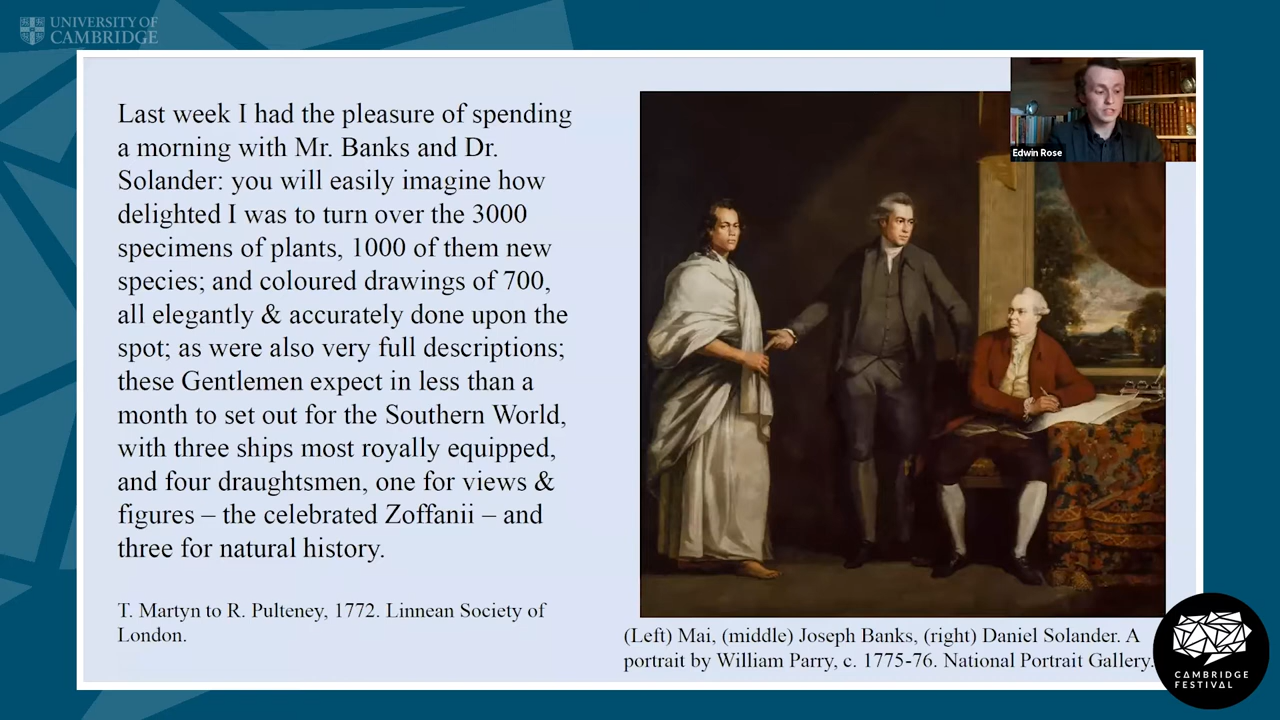 UNIVERSITY OF
CAMBRIDGE
Last week I had the pleasure of spending
a morning with Mr. Banks and Dr.
Solander: you will easily imagine how
delighted I was to turn over the 3000
specimens of plants, 1000 of them new
species; and coloured drawings of 700,
all elegantly & accurately done upon the
spot; as were also very full descriptions;
these Gentlemen expect in less than a
month to set out for the Southern World,
with three ships most royally equipped,
and four draughtsmen, one for views &
figures – the celebrated Zoffanii – and
three for natural history.
T. Martyn to R. Pulteney, 1772. Linnean Society of
London.
Edwin Rose
(Left) Mai, (middle) Joseph Banks, (right) Daniel Solander. A
portrait by William Parry, c. 1775-76. National Portrait Gallery.
CAMBRIDGE
FESTIVAL